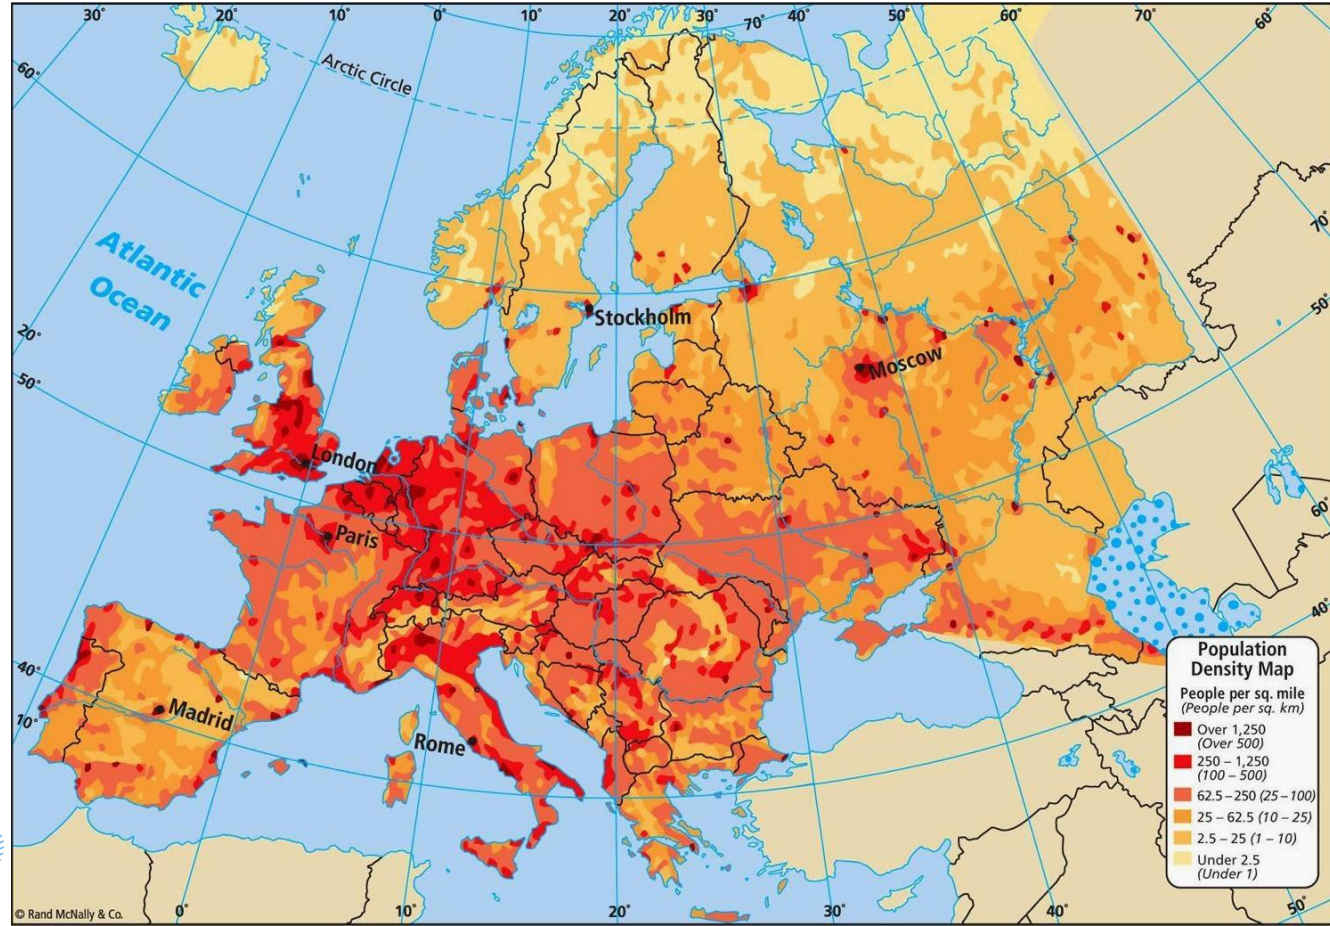 30°
20°
10°
0°
10°
20°
30°
40°
50°
60°
70°
60°
70
60°
Arctic Circle
Atlantic
Ocean
70°
20°
50°
50°
Stockholm
Moscow
London
Paris
60°
40°
40°
10°
Madrid
Rome
Population
Density Map
People per sq. mile
(People per sq. km)
Over 1,250
(Over 500)
250 – 1,250
(100 – 500)
62.5 –250 (25 –100)
25 – 62.5 (10 – 25)
2.5 – 25 (1 – 10)
Under 2.5
(Under 1)
© Rand McNally & Co.
0°
10°
20°
30°
40°
50°